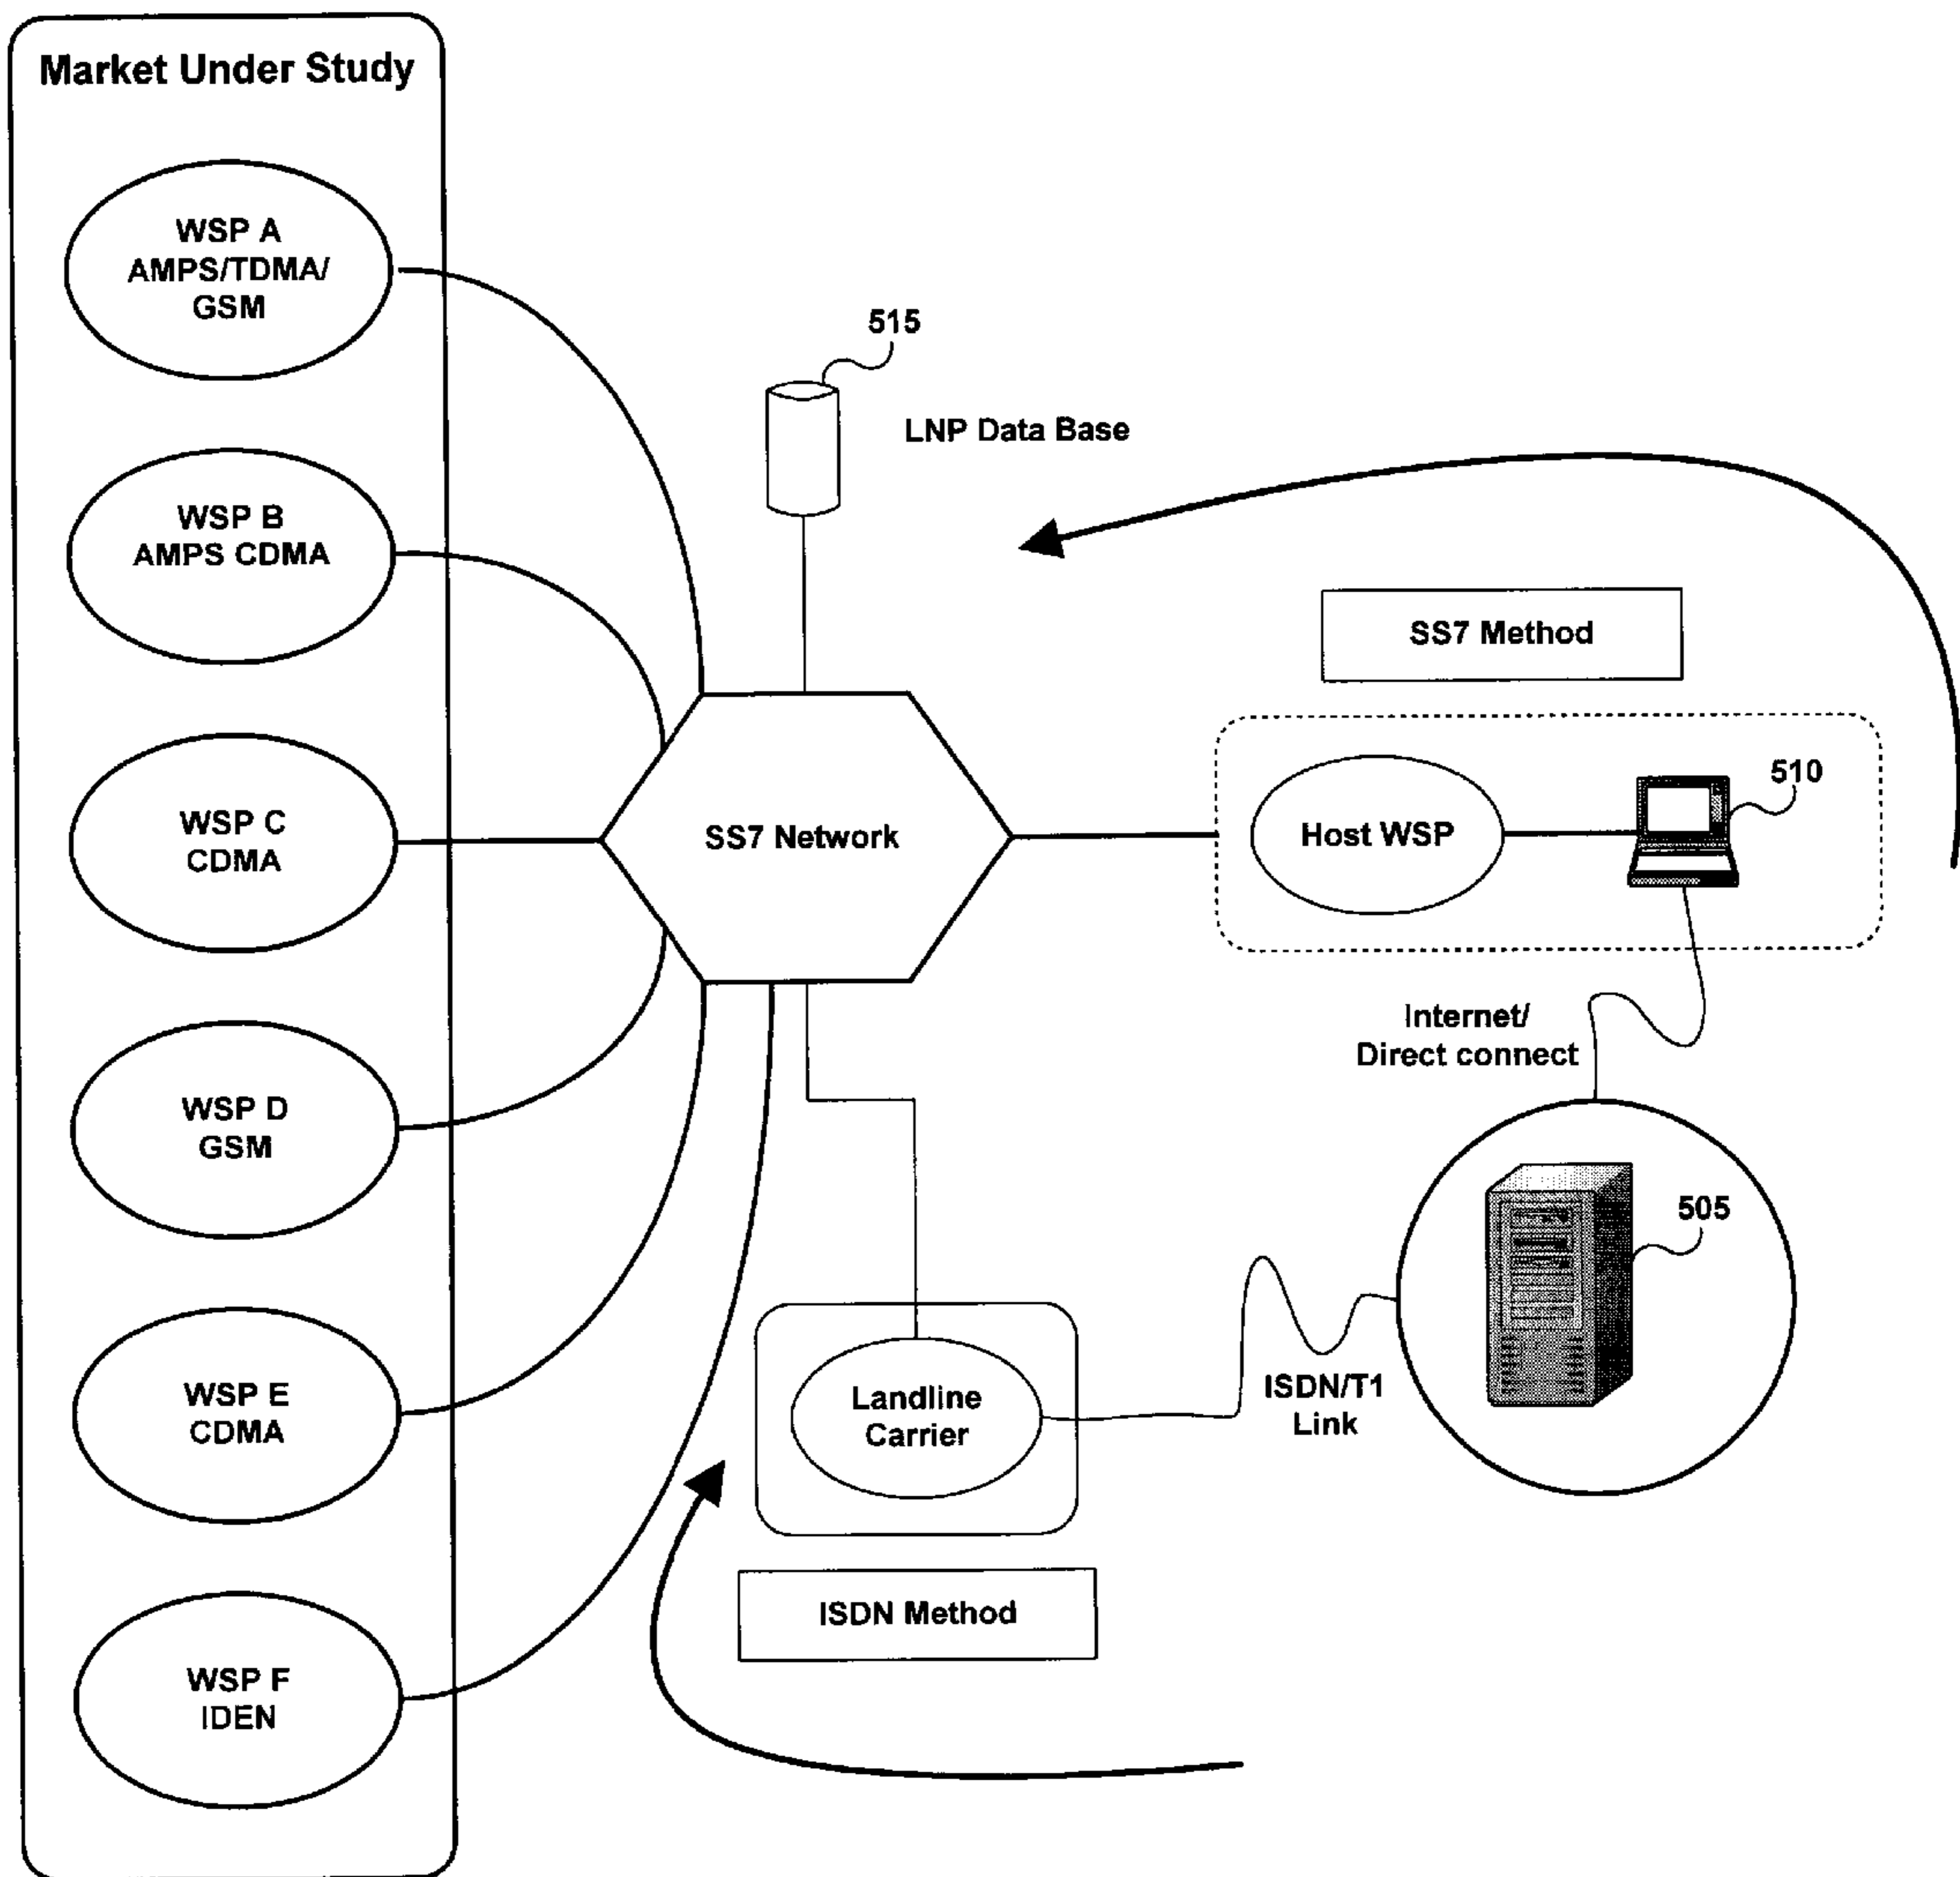 Market Under Study
WSP A
AMPS/TDMA/
GSM
WSP B
AMPS CDMA
WSP C
CDMA
WSP D
GSM
WSP E
CDMA
WSP F
IDEN
515
LNP Data Base
SS7 Network
SS7 Method
Host WSP
510
Internet/
Direct connect
505
Landline
Carrier
ISDN/T1
Link
ISDN Method